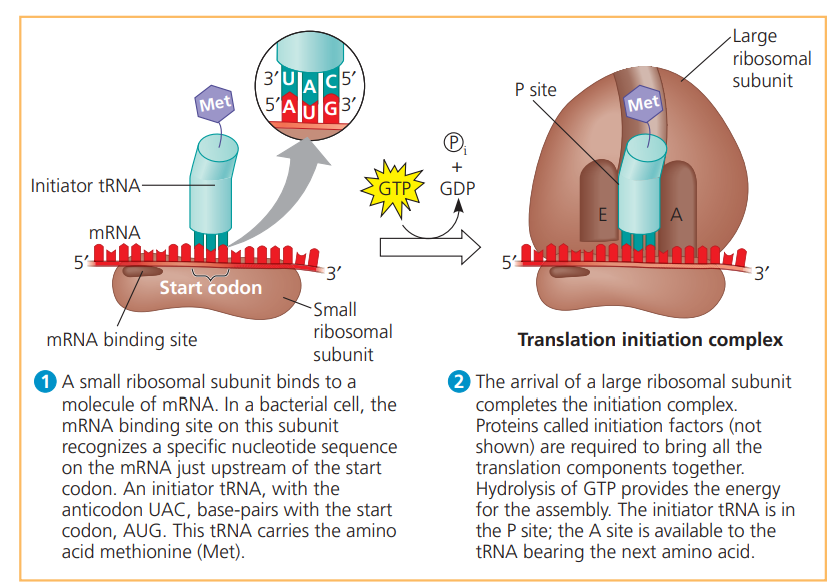 Met
3′ U A C 5′
5′ A U G 3′
Initiator tRNA
mRNA
5′
3′
Start codon
mRNA binding site
Small
ribosomal
subunit
GTP
Pi
+
GDP
Large
ribosomal
subunit
P site
Met
E
A
5′
3′
Translation initiation complex
1 A small ribosomal subunit binds to a
molecule of mRNA. In a bacterial cell, the
mRNA binding site on this subunit
recognizes a specific nucleotide sequence
on the mRNA just upstream of the start
codon. An initiator tRNA, with the
anticodon UAC, base-pairs with the start
codon, AUG. This tRNA carries the amino
acid methionine (Met).
2 The arrival of a large ribosomal subunit
completes the initiation complex.
Proteins called initiation factors (not
shown) are required to bring all the
translation components together.
Hydrolysis of GTP provides the energy
for the assembly. The initiator tRNA is in
the P site; the A site is available to the
tRNA bearing the next amino acid.